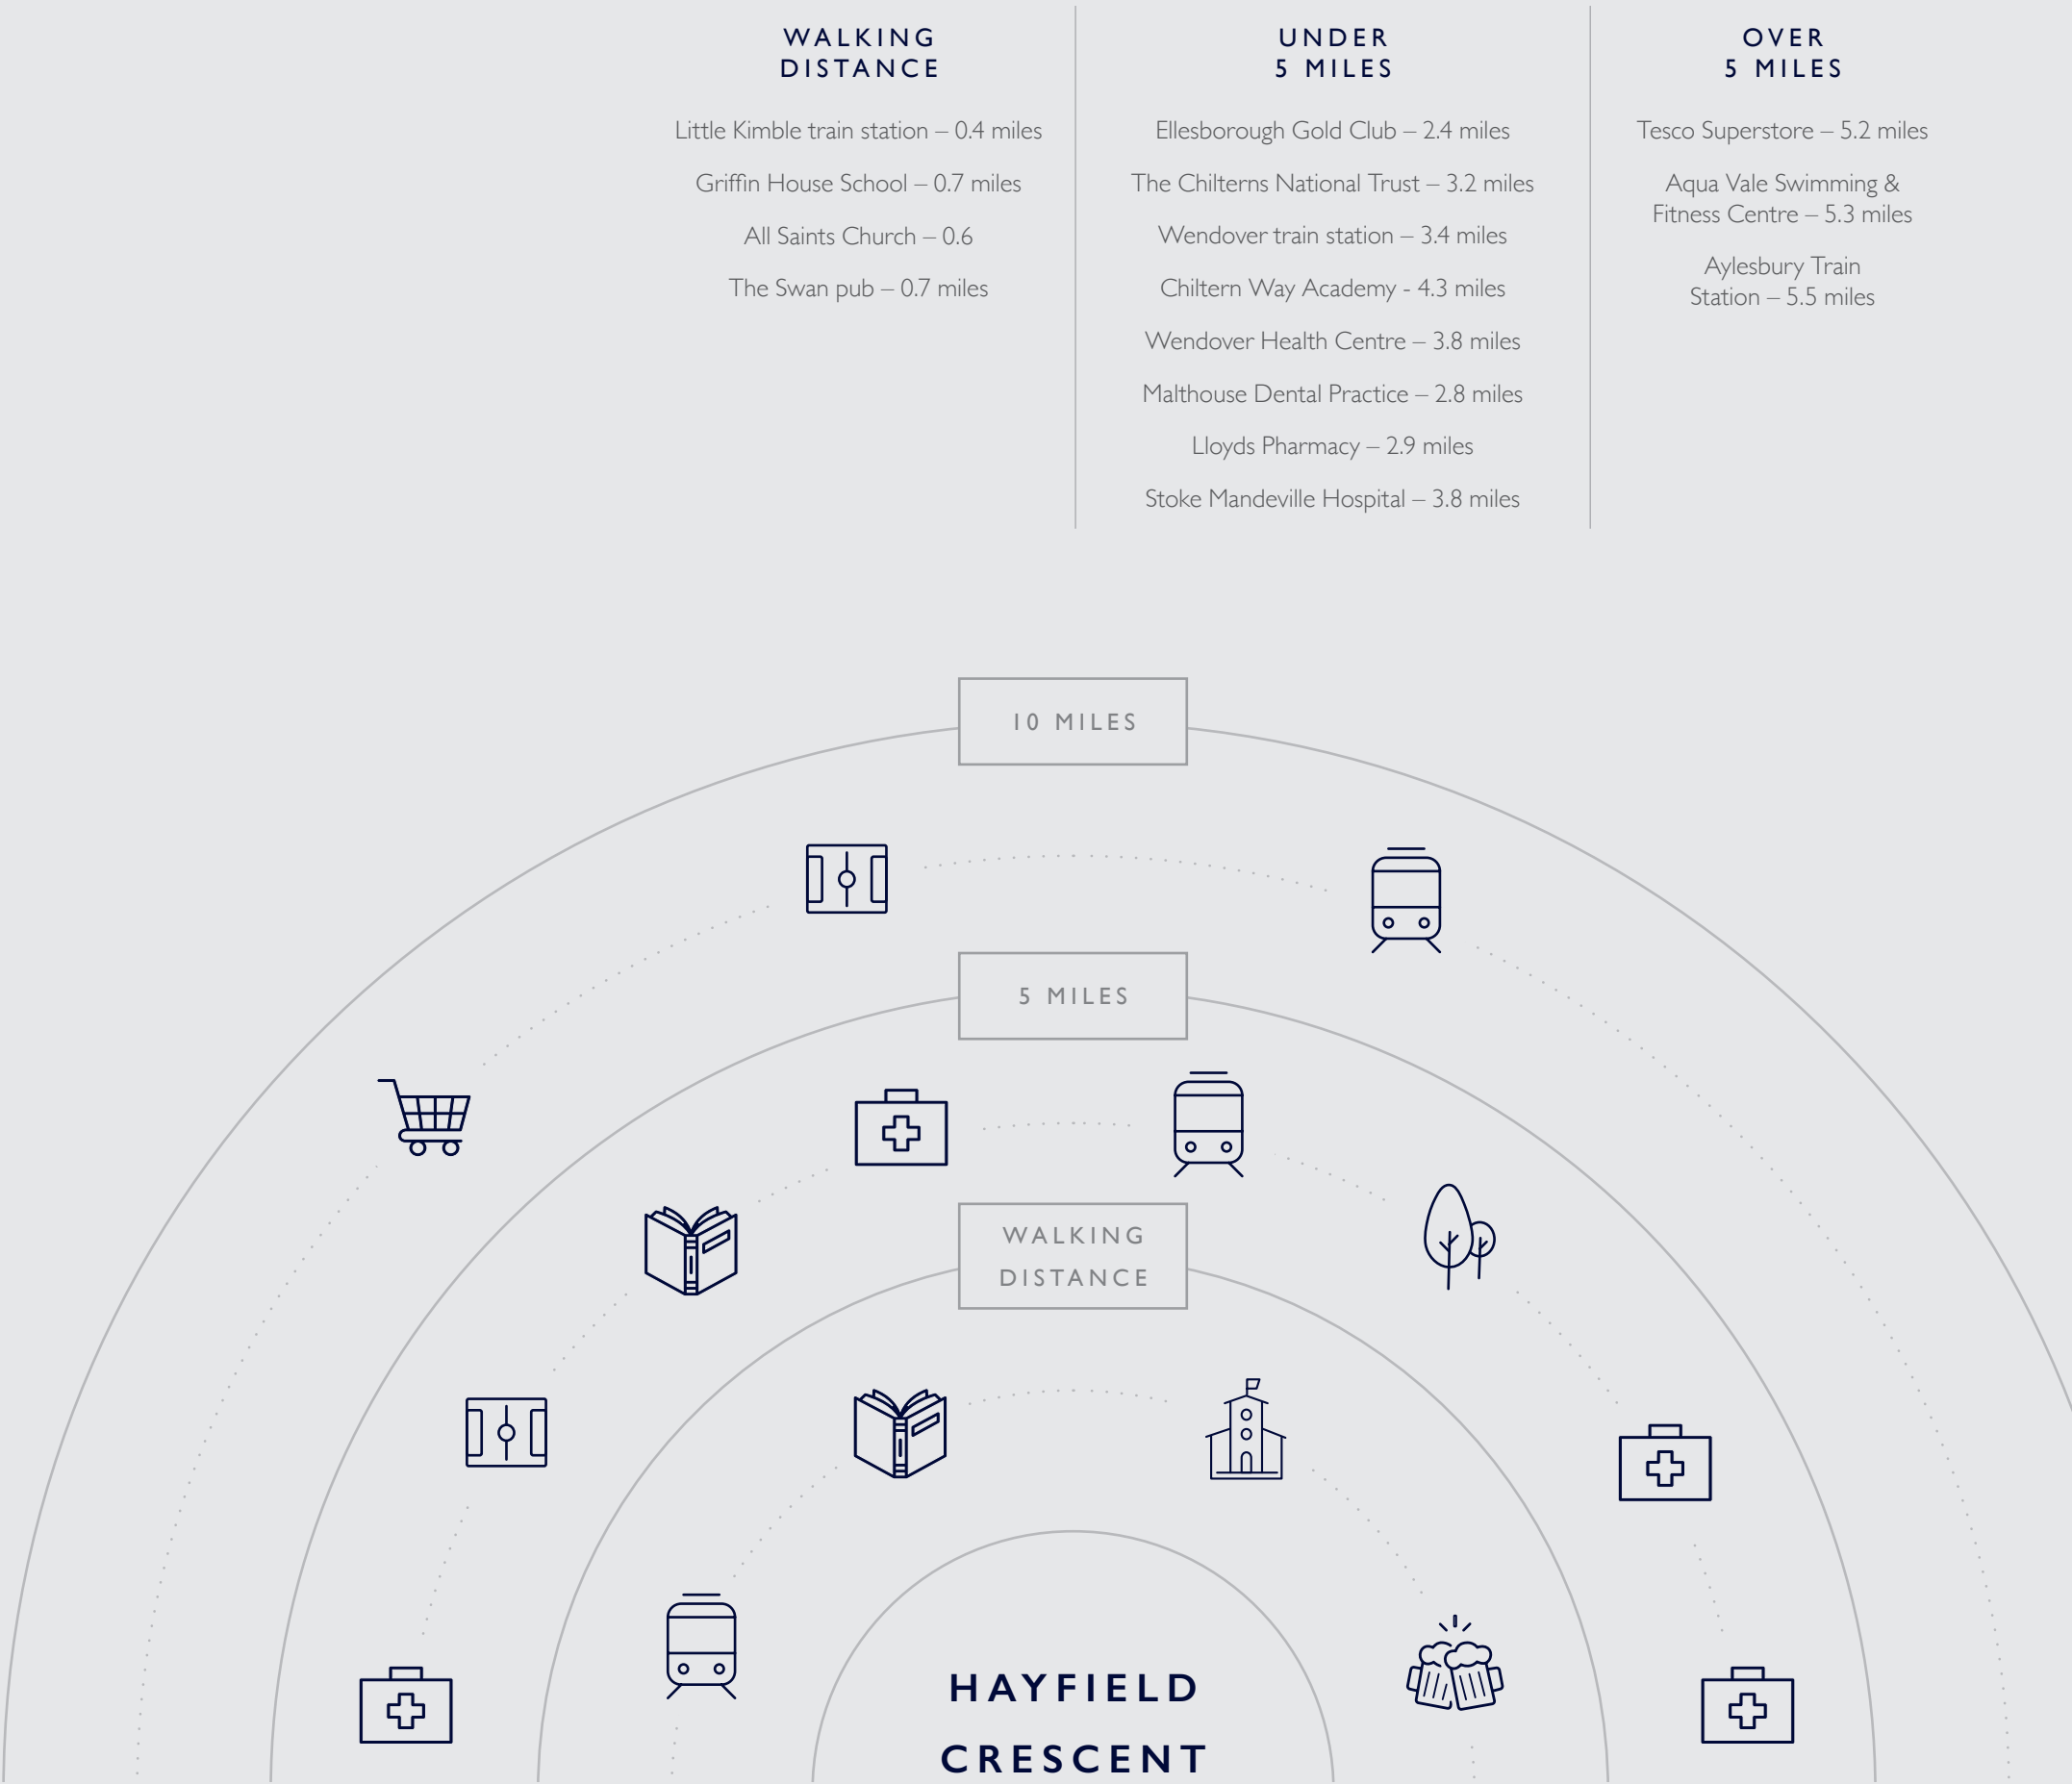 WALKING
DISTANCE
Little Kimble train station – 0.4 miles
Griffin House School – 0.7 miles
All Saints Church – 0.6
The Swan pub – 0.7 miles
UNDER
5 MILES
Ellesborough Gold Club – 2.4 miles
The Chilterns National Trust – 3.2 miles
Wendover train station – 3.4 miles
Chiltern Way Academy - 4.3 miles
Wendover Health Centre – 3.8 miles
Malthouse Dental Practice – 2.8 miles
Lloyds Pharmacy – 2.9 miles
Stoke Mandeville Hospital – 3.8 miles
OVER
5 MILES
Tesco Superstore – 5.2 miles
Aqua Vale Swimming &
Fitness Centre – 5.3 miles
Aylesbury Train
Station – 5.5 miles
10 MILES
5 MILES
WALKING
DISTANCE
HAYFIELD
CRESCENT